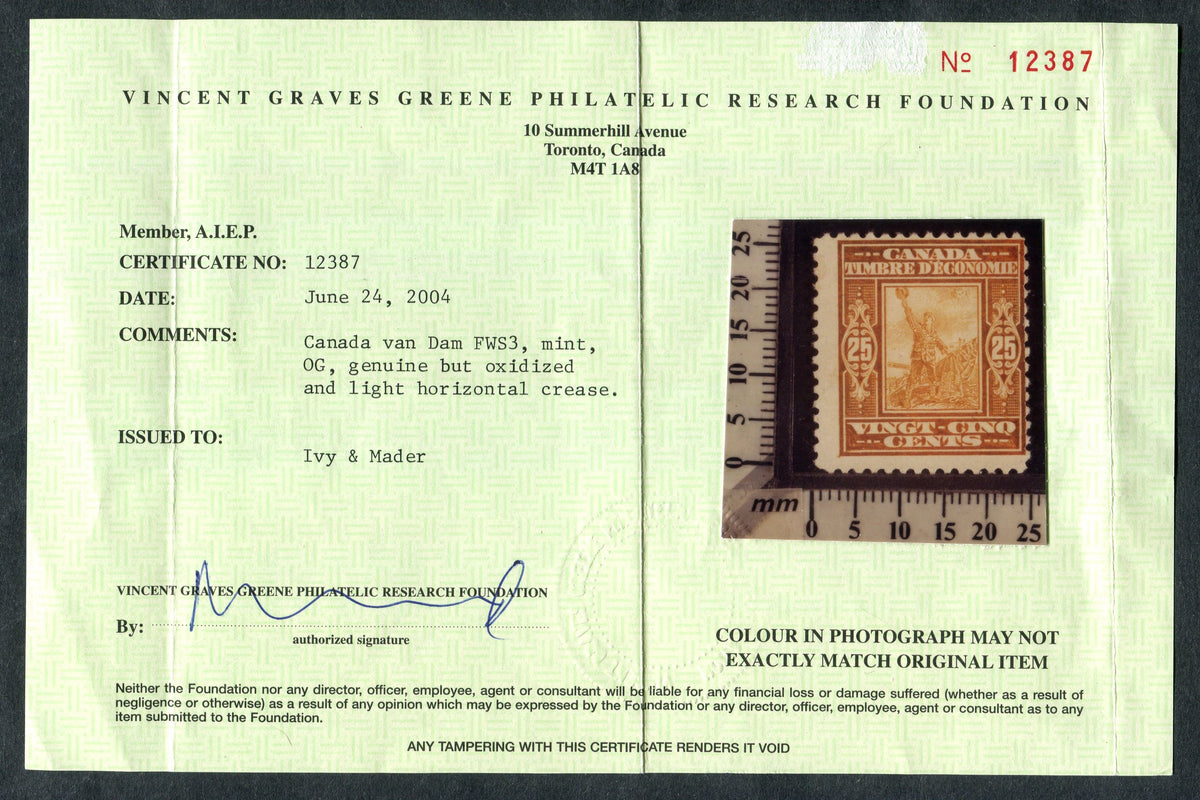 Nº 12387
VINCENT GRAVES GREENE PHILATELIC RESEARCH FOUNDATION
10 Summerhill Avenue
Toronto, Canada
M4T 1A8
Member, A.I.E.P.
CERTIFICATE NO: 12387
DATE: June 24, 2004
COMMENTS: Canada van Dam FWS3, mint,
OG, genuine but oxidized
and light horizontal crease.
ISSUED TO:
Ivy & Mader
25
20
15
10
5
0
mm
0 5 10 15 20 25
CANADA
TIMBRE D'ÉCONOMIE
25 25
VINGT-CINQ
CENTS
VINCENT GRAVES GREENE PHILATELIC RESEARCH FOUNDATION
By:
authorized signature
COLOUR IN PHOTOGRAPH MAY NOT
EXACTLY MATCH ORIGINAL ITEM
Neither the Foundation nor any director, officer, employee, agent or consultant will be liable for any financial loss or damage suffered (whether as a result of
negligence or otherwise) as a result of any opinion which may be expressed by the Foundation or any director, officer, employee, agent or consultant as to any
item submitted to the Foundation.
ANY TAMPERING WITH THIS CERTIFICATE RENDERS IT VOID